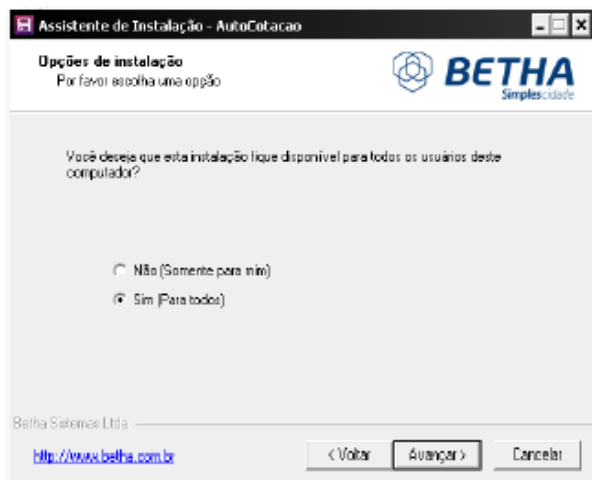 Assistente de Instalação - AutoCotacao
Opções de instalação
Por favor escolha uma opção
BETHA
Simplescidade
Você deseja que esta instalação fique disponível para todos os usuários deste
computador?
Não (Somente para mim)
Sim (Para todos)
Betha Sistemas Ltda
http://www.betha.com.br
< Voltar
Avançar >
Cancelar